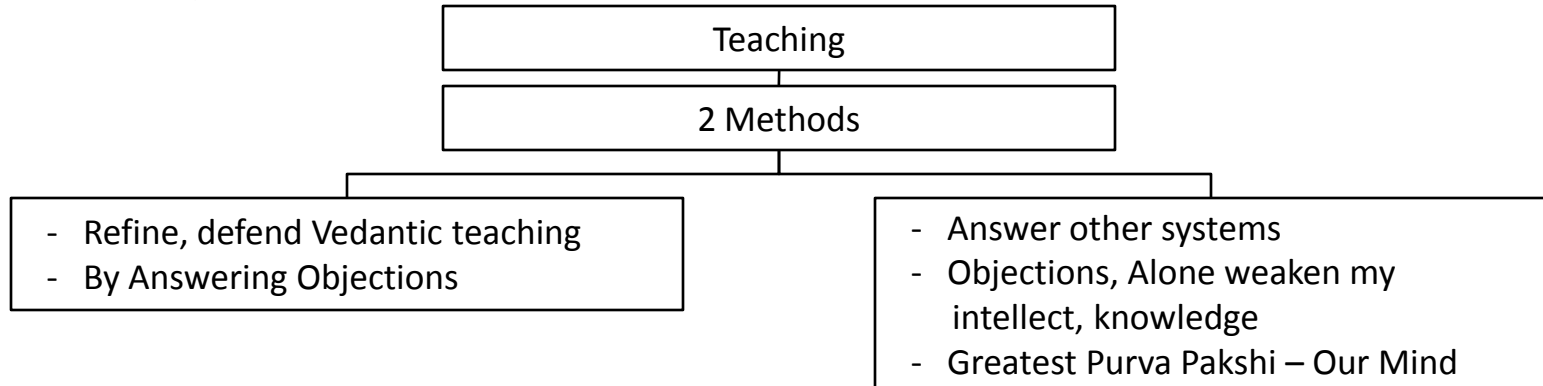 Teaching
2 Methods
- Refine, defend Vedantic teaching
- By Answering Objections
- Answer other systems
- Objections, Alone weaken my
intellect, knowledge
- Greatest Purva Pakshi – Our Mind